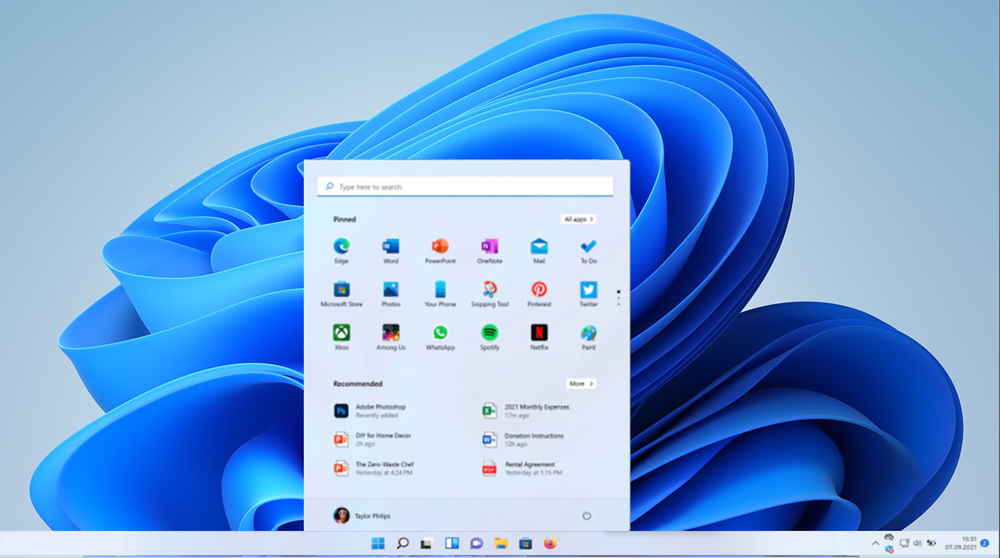 Type here to search
Pinned
All apps >
Edge
Word
PowerPoint
OneNote
Mail
To Do
Microsoft Store
Photos
Your Phone
Snipping Tool
Pinterest
Twitter
Xbox
Among Us
WhatsApp
Spotify
Netflix
Paint
Recommended
More >
Adobe Photoshop
Recently added
2021 Monthly Expenses
17m ago
DIY for Home Decor
2h ago
Donation Instructions
12h ago
The Zero-Waste Chef
Yesterday at 4:24 PM
Rental Agreement
Yesterday at 1:15 PM
Taylor Philips
15:51
07.09.2021
2